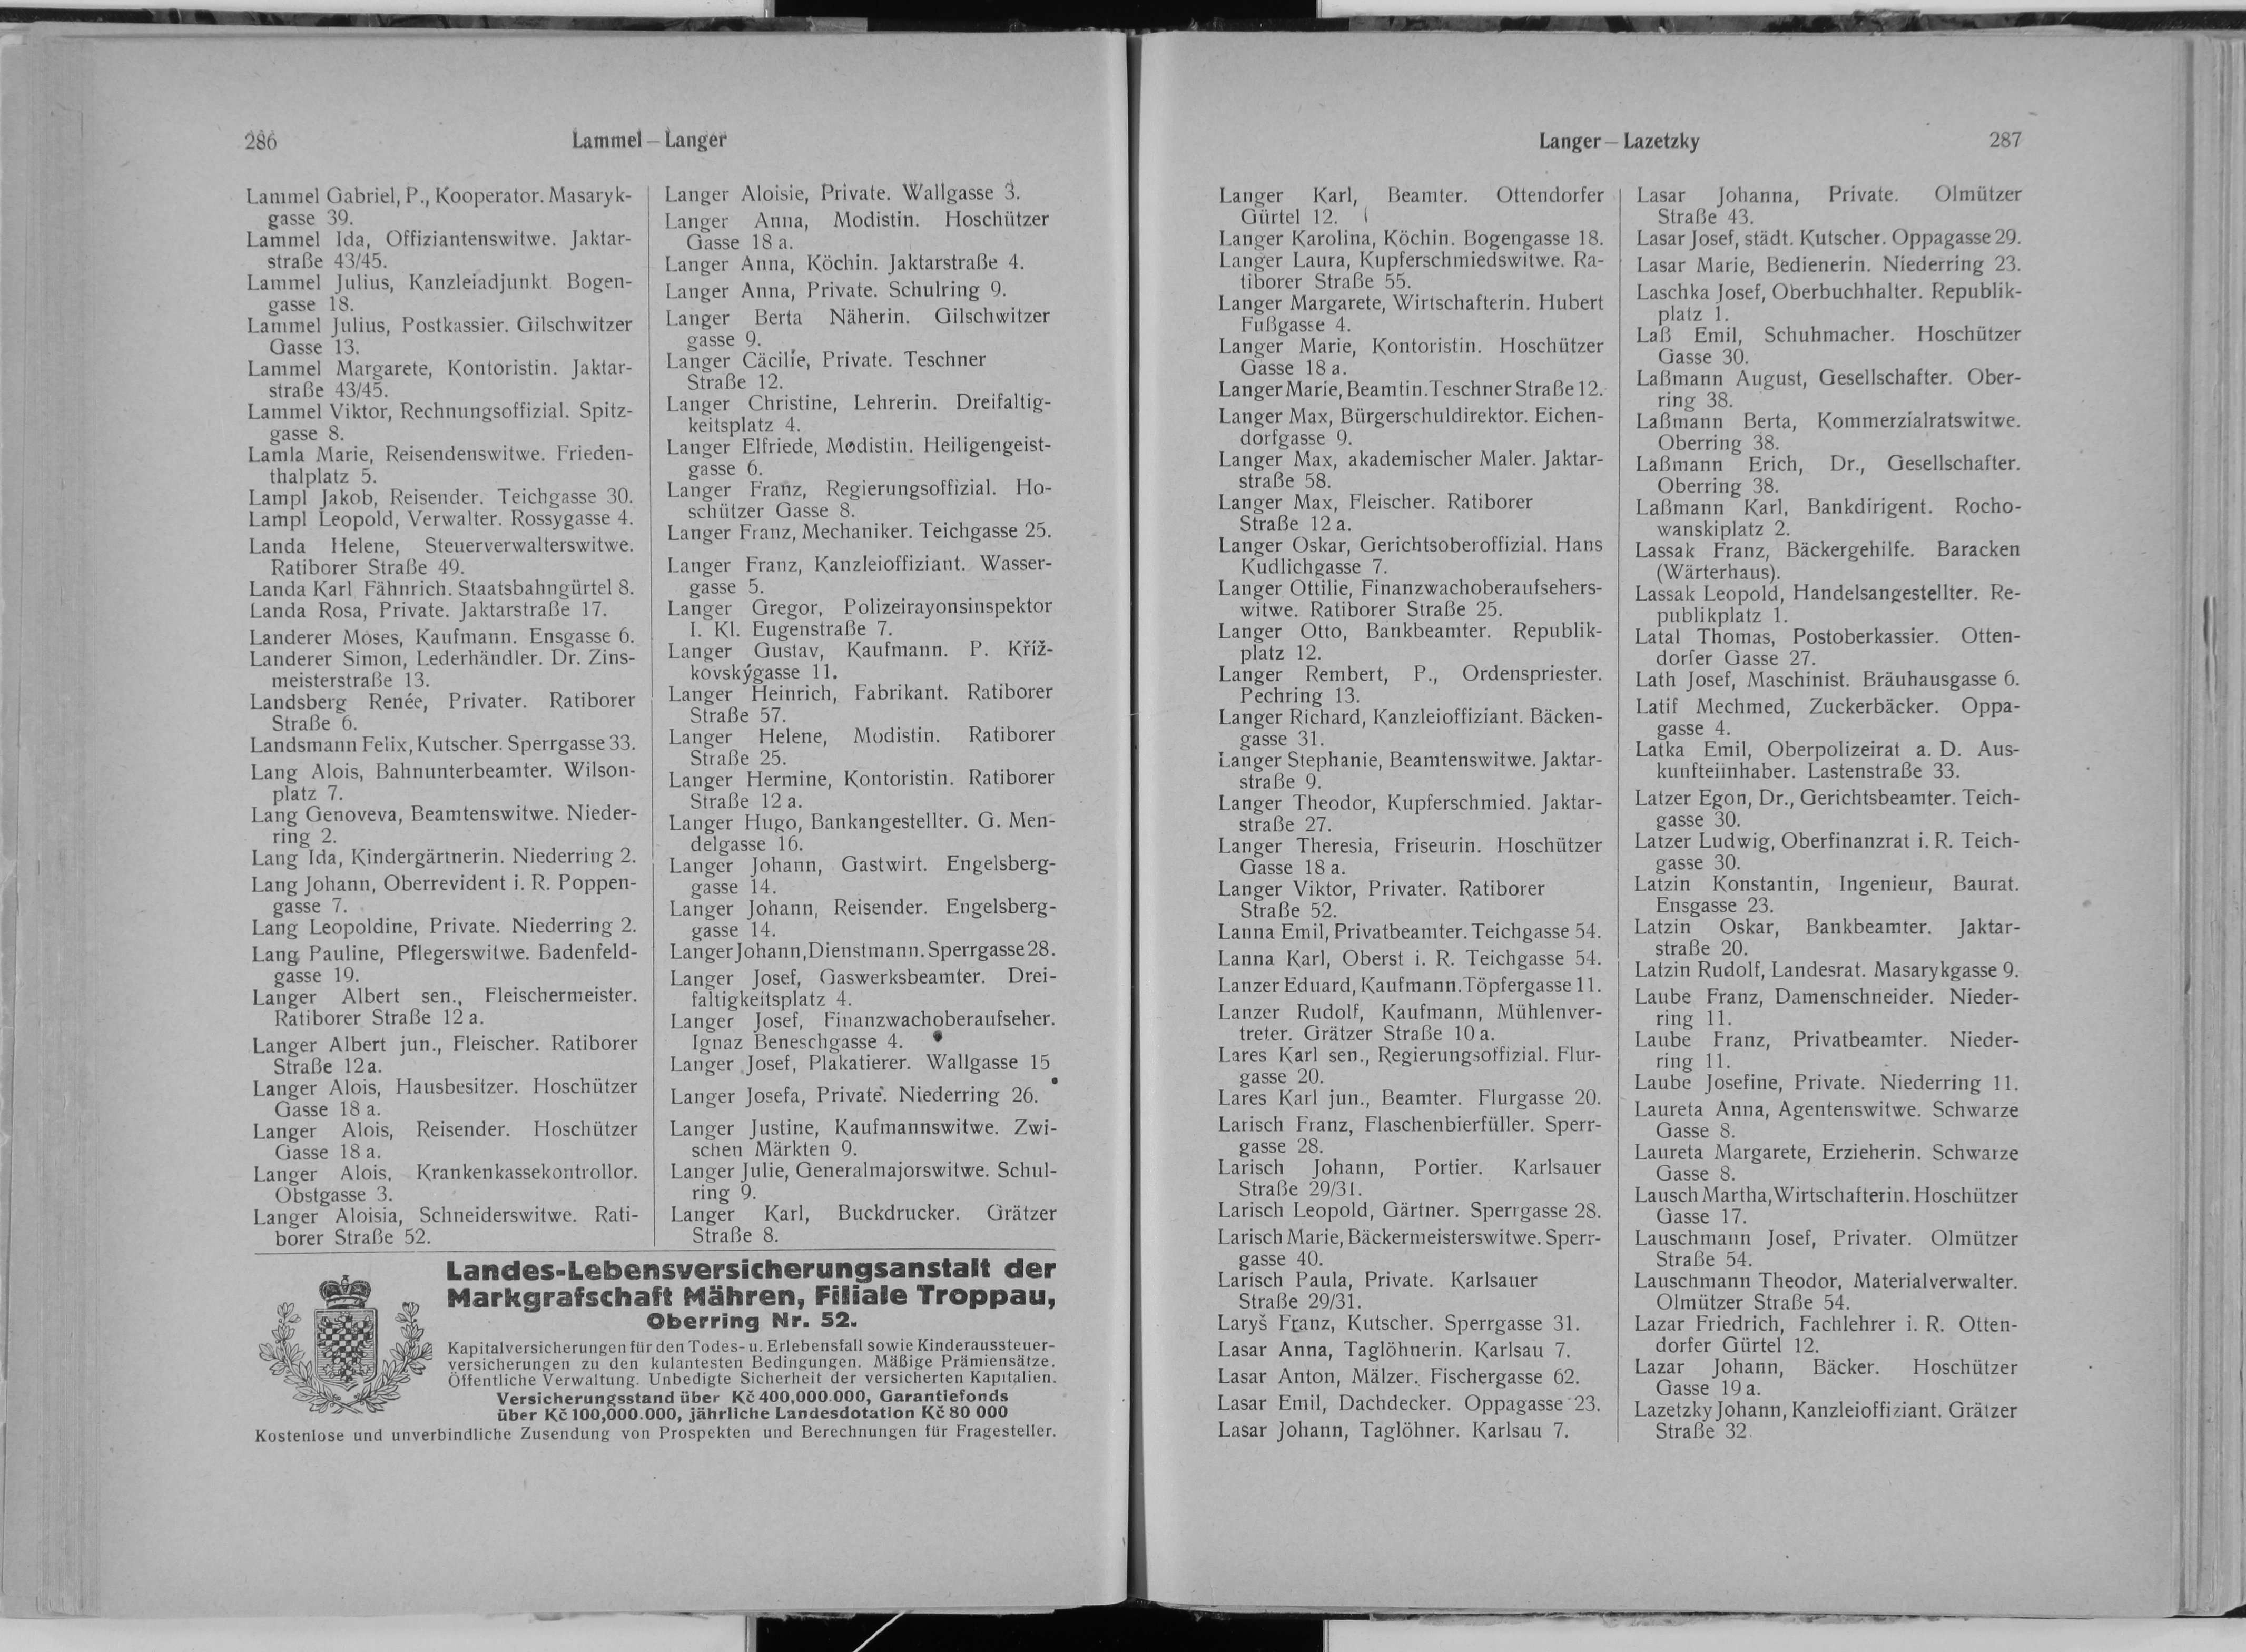 286
Lammel — Langer
Lammel Gabriel, P., Kooperator. Masaryk-
gasse 39.
Lammel Ida, Offiziantenswitwe. Jaktar-
straße 43/45.
Lammel Julius, Kanzleiadjunkt. Bogen-
gasse 18.
Lammel Julius, Postkassier. Gilschwitzer
Gasse 13.
Lammel Margarete, Kontoristin. Jaktar-
straße 43/45.
Lammel Viktor, Rechnungsoffizial. Spitz-
gasse 8.
Lamla Marie, Reisendenswitwe. Frieden-
thalplatz 5.
Lampl Jakob, Reisender. Teichgasse 30.
Lampl Leopold, Verwalter. Rossygasse 4.
Landa Helene, Steuerverwalterswitwe.
Ratiborer Straße 49.
Landa Karl Fähnrich. Staatsbahngürtel 8.
Landa Rosa, Private. Jaktarstraße 17.
Landerer Moses, Kaufmann. Ensgasse 6.
Landerer Simon, Lederhändler. Dr. Zins-
meisterstraße 13.
Landsberg Renée, Privater. Ratiborer
Straße 6.
Landsmann Felix, Kutscher. Sperrgasse 33.
Lang Alois, Bahnunterbeamter. Wilson-
platz 7.
Lang Genoveva, Beamtenswitwe. Nieder-
ring 2.
Lang Ida, Kindergärtnerin. Niederring 2.
Lang Johann, Oberrevident i. R. Poppen-
gasse 7.
Lang Leopoldine, Private. Niederring 2.
Lang Pauline, Pflegerswitwe. Badenfeld-
gasse 19.
Langer Albert sen., Fleischermeister.
Ratiborer Straße 12 a.
Langer Albert jun., Fleischer. Ratiborer
Straße 12a.
Langer Alois, Hausbesitzer. Hoschützer
Gasse 18 a.
Langer Alois, Reisender. Hoschützer
Gasse 18 a.
Langer Alois, Krankenkassekontrollor.
Obstgasse 3.
Langer Aloisia, Schneiderswitwe. Rati-
borer Straße 52.
Langer Aloisie, Private. Wallgasse 3.
Langer Anna, Modistin. Hoschützer
Gasse 18 a.
Langer Anna, Köchin. Jaktarstraße 4.
Langer Anna, Private. Schulring 9.
Langer Berta Näherin. Gilschwitzer
gasse 9.
Langer Cäcilie, Private. Teschner
Straße 12.
Langer Christine, Lehrerin. Dreifaltig-
keitsplatz 4.
Langer Elfriede, Modistin. Heiligengeist-
gasse 6.
Langer Franz, Regierungsoffizial. Ho-
schützer Gasse 8.
Langer Franz, Mechaniker. Teichgasse 25.
Langer Franz, Kanzleioffiziant. Wasser-
gasse 5.
Langer Gregor, Polizeirayonsinspektor
I. Kl. Eugenstraße 7.
Langer Gustav, Kaufmann. P. Kříž-
kovskýgasse 11.
Langer Heinrich, Fabrikant. Ratiborer
Straße 57.
Langer Helene, Modistin. Ratiborer
Straße 25.
Langer Hermine, Kontoristin. Ratiborer
Straße 12 a.
Langer Hugo, Bankangestellter. G. Men-
delgasse 16.
Langer Johann, Gastwirt. Engelsberg-
gasse 14.
Langer Johann, Reisender. Engelsberg-
gasse 14.
Langer Johann, Dienstmann. Sperrgasse 28.
Langer Josef, Gaswerksbeamter. Drei-
faltigkeitsplatz 4.
Langer Josef, Finanzwachoberaufseher.
Ignaz Beneschgasse 4.
Langer Josef, Plakatierer. Wallgasse 15
Langer Josefa, Private. Niederring 26.
Langer Justine, Kaufmannswitwe. Zwi-
schen Märkten 9.
Langer Julie, Generalmajorswitwe. Schul-
ring 9.
Langer Karl, Buckdrucker. Grätzer
Straße 8.
Landes-Lebensversicherungsanstalt der
Markgrafschaft Mähren, Filiale Troppau,
Oberring Nr. 52.
Kapitalversicherungen für den Todes- u. Erlebensfall sowie Kinderaussteuer-
versicherungen zu den kulantesten Bedingungen. Mäßige Prämiensätze.
Öffentliche Verwaltung. Unbedigte Sicherheit der versicherten Kapitalien.
Versicherungsstand über Kč 400,000.000, Garantiefonds
über Kč 100,000.000, jährliche Landesdotation Kč 80 000
Kostenlose und unverbindliche Zusendung von Prospekten und Berechnungen für Fragesteller.
Langer — Lazetzky
287
Langer Karl, Beamter. Ottendorfer
Gürtel 12.
Langer Karolina, Köchin. Bogengasse 18.
Langer Laura, Kupferschmiedswitwe. Ra-
tiborer Straße 55.
Langer Margarete, Wirtschafterin. Hubert
Fußgasse 4.
Langer Marie, Kontoristin. Hoschützer
Gasse 18 a.
Langer Marie, Beamtin. Teschner Straße 12.
Langer Max, Bürgerschuldirektor. Eichen-
dorfgasse 9.
Langer Max, akademischer Maler. Jaktar-
straße 58.
Langer Max, Fleischer. Ratiborer
Straße 12 a.
Langer Oskar, Gerichtsoberoffizial. Hans
Kudlichgasse 7.
Langer Ottilie, Finanzwachoberaufsehers-
witwe. Ratiborer Straße 25.
Langer Otto, Bankbeamter. Republik-
platz 12.
Langer Rembert, P., Ordenspriester.
Pechring 13.
Langer Richard, Kanzleioffiziant. Bäcken-
gasse 31.
Langer Stephanie, Beamtenswitwe. Jaktar-
straße 9.
Langer Theodor, Kupferschmied. Jaktar-
straße 27.
Langer Theresia, Friseurin. Hoschützer
Gasse 18 a.
Langer Viktor, Privater. Ratiborer
Straße 52.
Lanna Emil, Privatbeamter. Teichgasse 54.
Lanna Karl, Oberst i. R. Teichgasse 54.
Lanzer Eduard, Kaufmann. Töpfergasse 11.
Lanzer Rudolf, Kaufmann, Mühlenver-
treter. Grätzer Straße 10 a.
Lares Karl sen., Regierungsoffizial. Flur-
gasse 20.
Lares Karl jun., Beamter. Flurgasse 20.
Larisch Franz, Flaschenbierfüller. Sperr-
gasse 28.
Larisch Johann, Portier. Karlsauer
Straße 29/31.
Larisch Leopold, Gärtner. Sperrgasse 28.
Larisch Marie, Bäckermeisterswitwe. Sperr-
gasse 40.
Larisch Paula, Private. Karlsauer
Straße 29/31.
Laryš Franz, Kutscher. Sperrgasse 31.
Lasar Anna, Taglöhnerin. Karlsau 7.
Lasar Anton, Mälzer. Fischergasse 62.
Lasar Emil, Dachdecker. Oppagasse 23.
Lasar Johann, Taglöhner. Karlsau 7.
Lasar Johanna, Private. Olmützer
Straße 43.
Lasar Josef, städt. Kutscher. Oppagasse 29.
Lasar Marie, Bedienerin. Niederring 23.
Laschka Josef, Oberbuchhalter. Republik-
platz 1.
Laß Emil, Schuhmacher. Hoschützer
Gasse 30.
Laßmann August, Gesellschafter. Ober-
ring 38.
Laßmann Berta, Kommerzialratswitwe.
Oberring 38.
Laßmann Erich, Dr., Gesellschafter.
Oberring 38.
Laßmann Karl, Bankdirigent. Rocho-
wanskiplatz 2.
Lassak Franz, Bäckergehilfe. Baracken
(Wärterhaus).
Lassak Leopold, Handelsangestellter. Re-
publikplatz 1.
Latal Thomas, Postoberkassier. Otten-
dorfer Gasse 27.
Lath Josef, Maschinist. Bräuhausgasse 6.
Latif Mechmed, Zuckerbäcker. Oppa-
gasse 4.
Latka Emil, Oberpolizeirat a. D. Aus-
kunfteiinhaber. Lastenstraße 33.
Latzer Egon, Dr., Gerichtsbeamter. Teich-
gasse 30.
Latzer Ludwig, Oberfinanzrat i. R. Teich-
gasse 30.
Latzin Konstantin, Ingenieur, Baurat.
Ensgasse 23.
Latzin Oskar, Bankbeamter. Jaktar-
straße 20.
Latzin Rudolf, Landesrat. Masarykgasse 9.
Laube Franz, Damenschneider. Nieder-
ring 11.
Laube Franz, Privatbeamter. Nieder-
ring 11.
Laube Josefine, Private. Niederring 11.
Laureta Anna, Agentenswitwe. Schwarze
Gasse 8.
Laureta Margarete, Erzieherin. Schwarze
Gasse 8.
Lausch Martha, Wirtschafterin. Hoschützer
Gasse 17.
Lauschmann Josef, Privater. Olmützer
Straße 54.
Lauschmann Theodor, Materialverwalter.
Olmützer Straße 54.
Lazar Friedrich, Fachlehrer i. R. Otten-
dorfer Gürtel 12.
Lazar Johann, Bäcker. Hoschützer
Gasse 19 a.
Lazetzky Johann, Kanzleioffiziant. Grätzer
Straße 32.